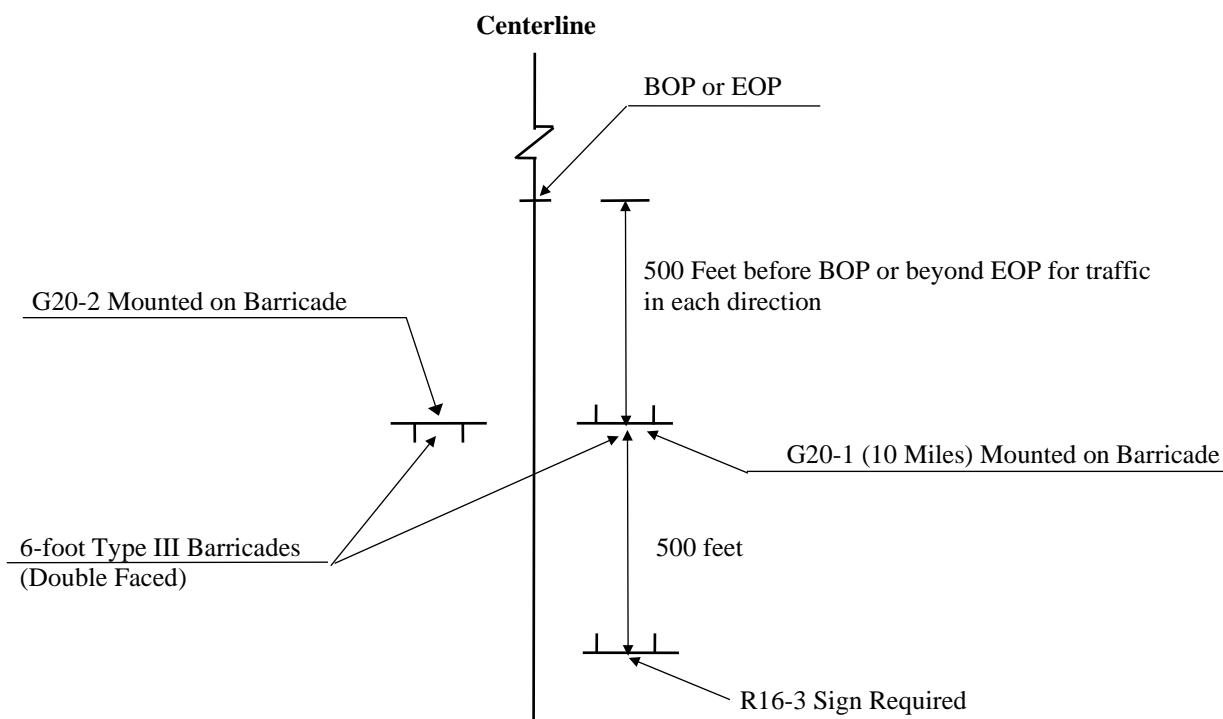 Centerline
BOP or EOP
500 Feet before BOP or beyond EOP for traffic
in each direction
G20-2 Mounted on Barricade
G20-1 (10 Miles) Mounted on Barricade
6-foot Type III Barricades
(Double Faced)
500 feet
R16-3 Sign Required